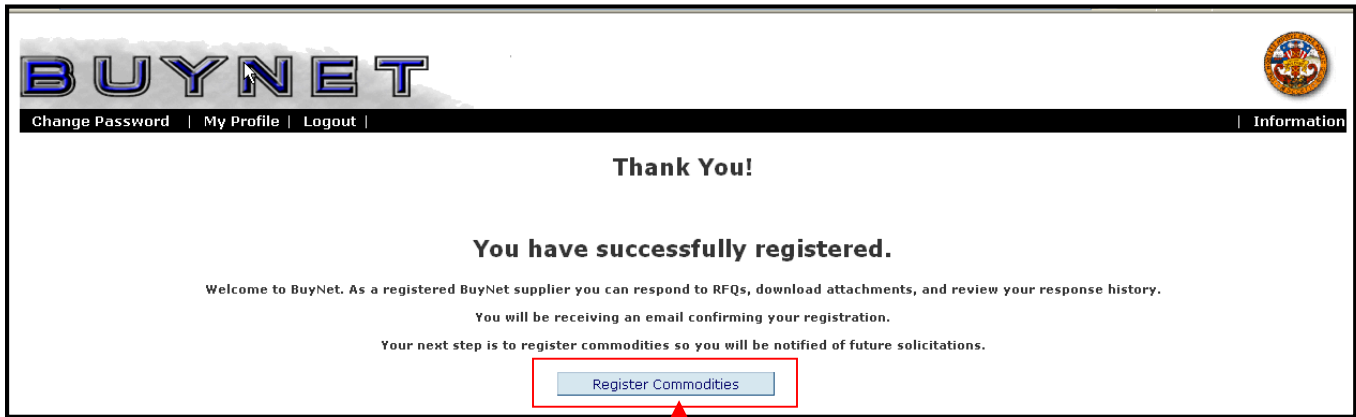 BUYNET
Change Password | My Profile | Logout | | Information
Thank You!
You have successfully registered.
Welcome to BuyNet. As a registered BuyNet supplier you can respond to RFQs, download attachments, and review your response history.
You will be receiving an email confirming your registration.
Your next step is to register commodities so you will be notified of future solicitations.
Register Commodities